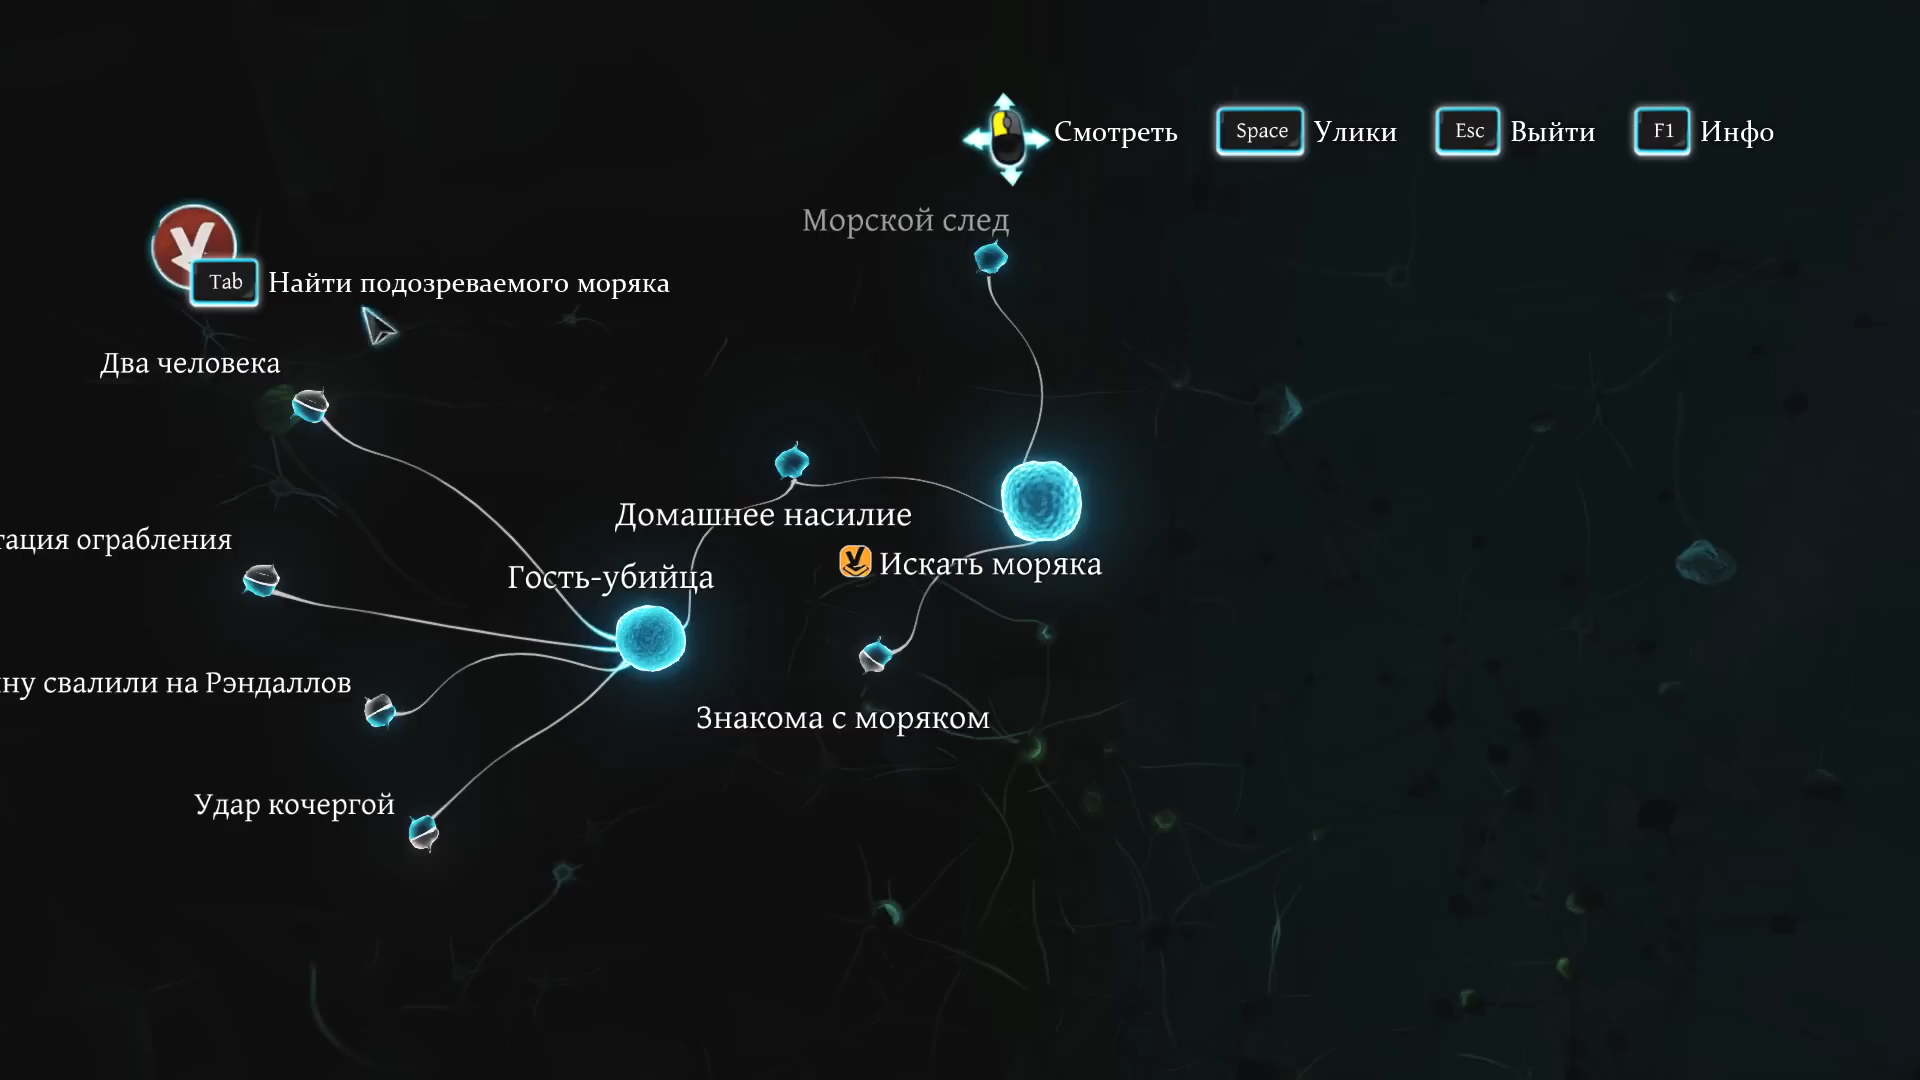 Смотреть
Space Улики
Esc Выйти
F1 Инфо
Морской след
Tab Найти подозреваемого моряка
Два человека
Домашнее насилие
тация ограбления
Искать моряка
Гость-убийца
ну свалили на Рэндаллов
Знакома с моряком
Удар кочергой